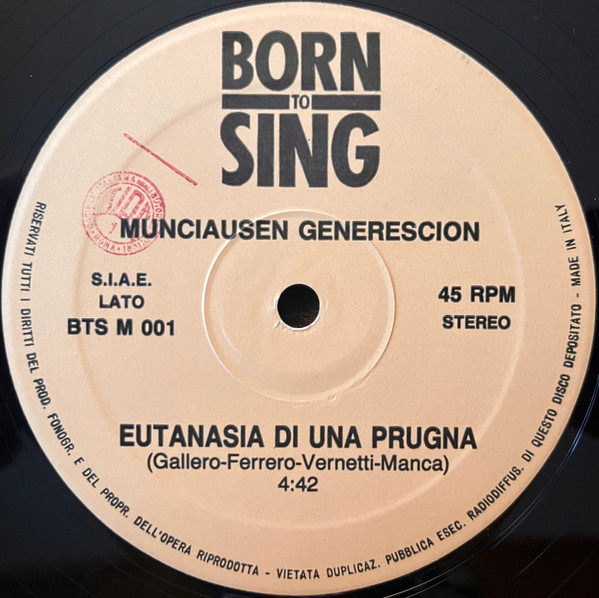 BORN
TO
SING
MUNCIAUSEN GENERESCION
S.I.A.E.
LATO
BTS M 001
45 RPM
STEREO
EUTANASIA DI UNA PRUGNA
(Gallero-Ferrero-Vernetti-Manca)
4:42
RISERVATI TUTTI I DIRITTI DEL PROD. FONOGR. E DEL PROPR. DELL'OPERA RIPRODOTTA - VIETATA DUPLICAZ. PUBBLICA ESEC. RADIODIFFUS. DI QUESTO DISCO DEPOSITATO - MADE IN ITALY